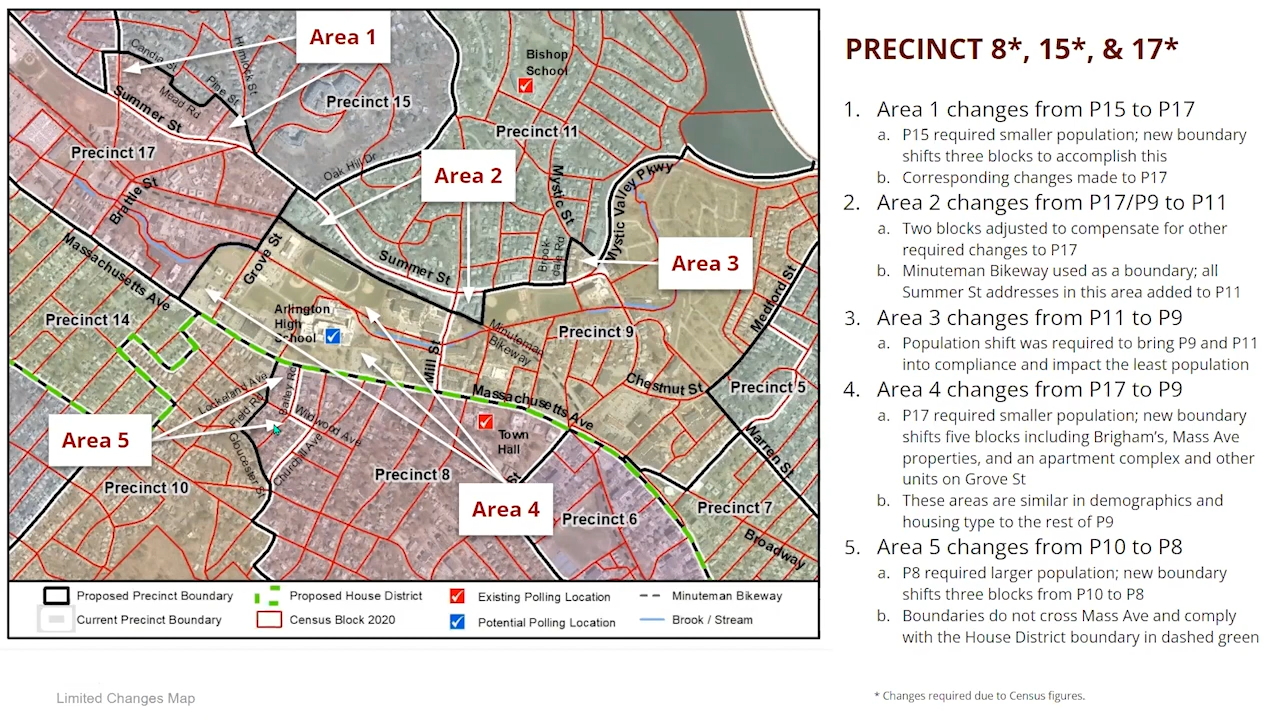 Area 1
Candia St
Hemlock St
Pine St
Mead Rd
Summer St
Precinct 15
Precinct 17
Bishop
School
Precinct 11
Oak Hill Dr
Area 2
Mystic St
Mystic Valley Pkwy
Brattle St
Massachusetts Ave
Grove St
Summer St
Brook-
dale Rd
Area 3
Medford St
Precinct 14
Arlington
High
School
Precinct 9
Minuteman
Bikeway
Mill St
Massachusetts Ave
Chestnut St
Precinct 5
Lockeland Ave
Bailey Rd
Field Rd
Wildwood Ave
Area 5
Gloucester St
Churchill Ave
Town
Hall
Warren St
Precinct 10
Precinct 8
Area 4
St
Precinct 6
Precinct 7
Broadway
Proposed Precinct Boundary
Proposed House District
Existing Polling Location
Minuteman Bikeway
Current Precinct Boundary
Census Block 2020
Potential Polling Location
Brook / Stream
Limited Changes Map
PRECINCT 8*, 15*, & 17*
1. Area 1 changes from P15 to P17
a. P15 required smaller population; new boundary
shifts three blocks to accomplish this
b. Corresponding changes made to P17
2. Area 2 changes from P17/P9 to P11
a. Two blocks adjusted to compensate for other
required changes to P17
b. Minuteman Bikeway used as a boundary; all
Summer St addresses in this area added to P11
3. Area 3 changes from P11 to P9
a. Population shift was required to bring P9 and P11
into compliance and impact the least population
4. Area 4 changes from P17 to P9
a. P17 required smaller population; new boundary
shifts five blocks including Brigham's, Mass Ave
properties, and an apartment complex and other
units on Grove St
b. These areas are similar in demographics and
housing type to the rest of P9
5. Area 5 changes from P10 to P8
a. P8 required larger population; new boundary
shifts three blocks from P10 to P8
b. Boundaries do not cross Mass Ave and comply
with the House District boundary in dashed green
* Changes required due to Census figures.